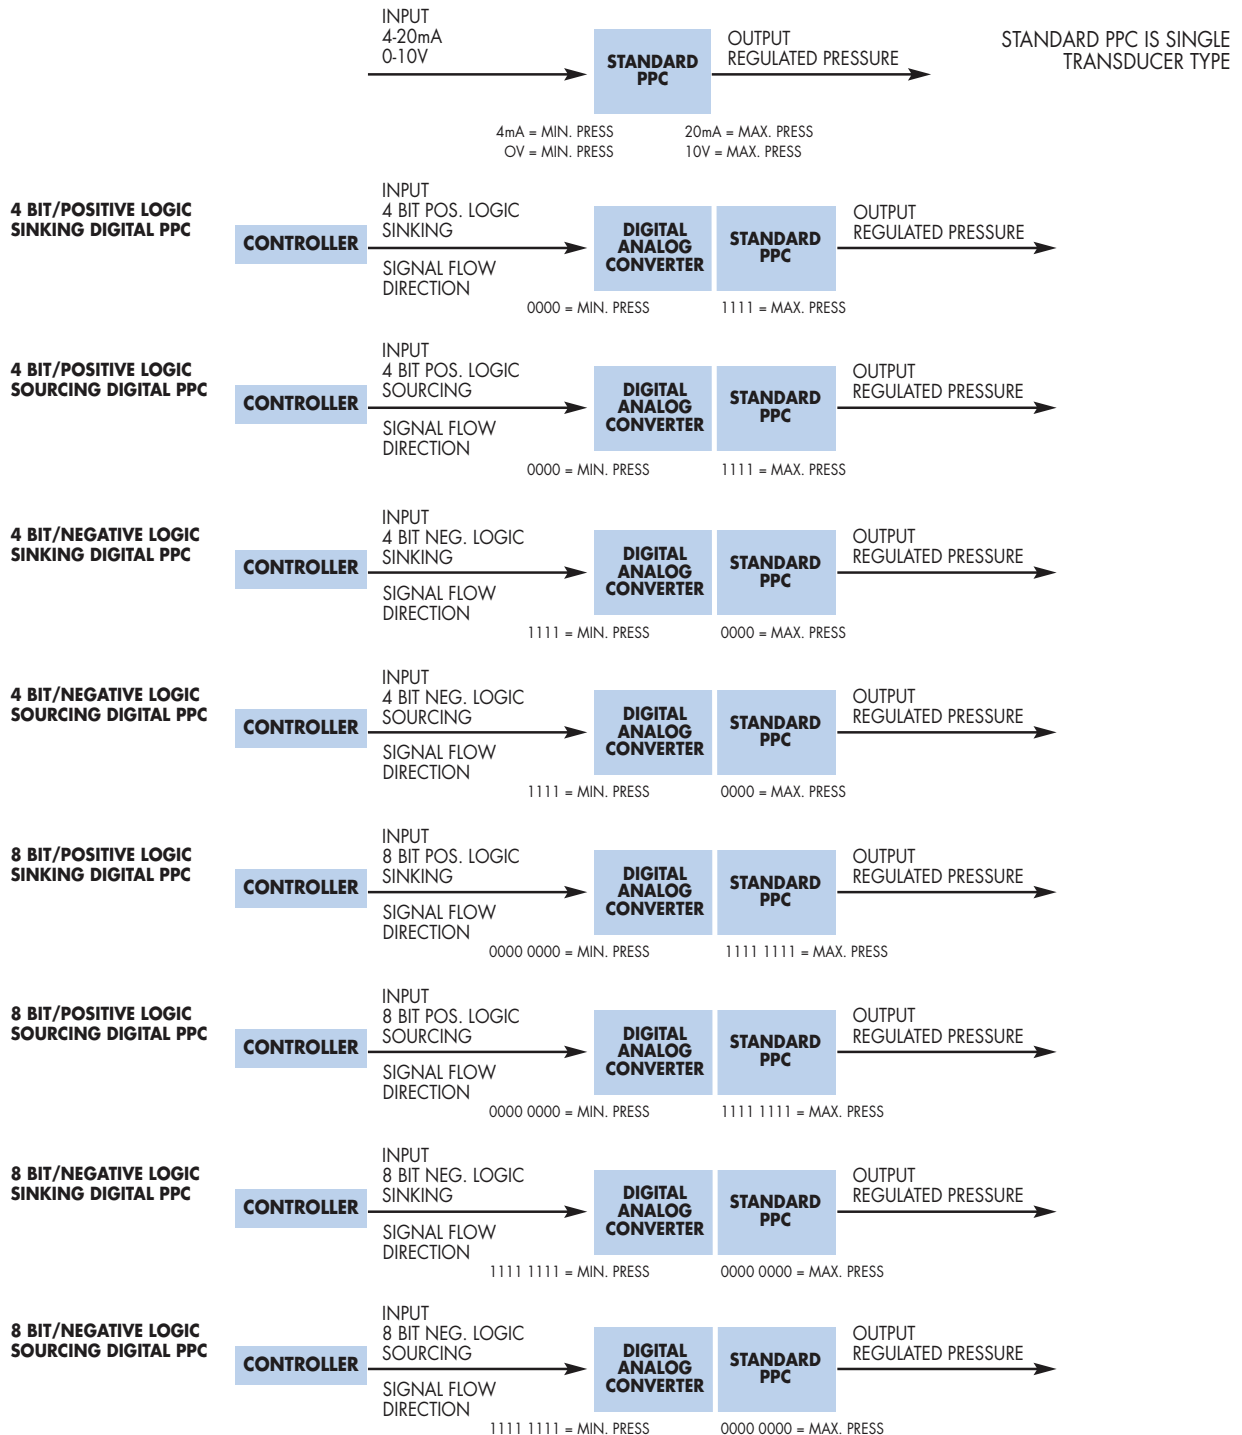 INPUT
4-20mA
0-10V
STANDARD
PPC
OUTPUT
REGULATED PRESSURE
STANDARD PPC IS SINGLE
TRANSDUCER TYPE
4mA = MIN. PRESS
OV = MIN. PRESS
20mA = MAX. PRESS
10V = MAX. PRESS
4 BIT/POSITIVE LOGIC
SINKING DIGITAL PPC
CONTROLLER
INPUT
4 BIT POS. LOGIC
SINKING
SIGNAL FLOW
DIRECTION
DIGITAL
ANALOG
CONVERTER
STANDARD
PPC
OUTPUT
REGULATED PRESSURE
0000 = MIN. PRESS
1111 = MAX. PRESS
4 BIT/POSITIVE LOGIC
SOURCING DIGITAL PPC
CONTROLLER
INPUT
4 BIT POS. LOGIC
SOURCING
SIGNAL FLOW
DIRECTION
DIGITAL
ANALOG
CONVERTER
STANDARD
PPC
OUTPUT
REGULATED PRESSURE
0000 = MIN. PRESS
1111 = MAX. PRESS
4 BIT/NEGATIVE LOGIC
SINKING DIGITAL PPC
CONTROLLER
INPUT
4 BIT NEG. LOGIC
SINKING
SIGNAL FLOW
DIRECTION
DIGITAL
ANALOG
CONVERTER
STANDARD
PPC
OUTPUT
REGULATED PRESSURE
1111 = MIN. PRESS
0000 = MAX. PRESS
4 BIT/NEGATIVE LOGIC
SOURCING DIGITAL PPC
CONTROLLER
INPUT
4 BIT NEG. LOGIC
SOURCING
SIGNAL FLOW
DIRECTION
DIGITAL
ANALOG
CONVERTER
STANDARD
PPC
OUTPUT
REGULATED PRESSURE
1111 = MIN. PRESS
0000 = MAX. PRESS
8 BIT/POSITIVE LOGIC
SINKING DIGITAL PPC
CONTROLLER
INPUT
8 BIT POS. LOGIC
SINKING
SIGNAL FLOW
DIRECTION
DIGITAL
ANALOG
CONVERTER
STANDARD
PPC
OUTPUT
REGULATED PRESSURE
0000 0000 = MIN. PRESS
1111 1111 = MAX. PRESS
8 BIT/POSITIVE LOGIC
SOURCING DIGITAL PPC
CONTROLLER
INPUT
8 BIT POS. LOGIC
SOURCING
SIGNAL FLOW
DIRECTION
DIGITAL
ANALOG
CONVERTER
STANDARD
PPC
OUTPUT
REGULATED PRESSURE
0000 0000 = MIN. PRESS
1111 1111 = MAX. PRESS
8 BIT/NEGATIVE LOGIC
SINKING DIGITAL PPC
CONTROLLER
INPUT
8 BIT NEG. LOGIC
SINKING
SIGNAL FLOW
DIRECTION
DIGITAL
ANALOG
CONVERTER
STANDARD
PPC
OUTPUT
REGULATED PRESSURE
1111 1111 = MIN. PRESS
0000 0000 = MAX. PRESS
8 BIT/NEGATIVE LOGIC
SOURCING DIGITAL PPC
CONTROLLER
INPUT
8 BIT NEG. LOGIC
SOURCING
SIGNAL FLOW
DIRECTION
DIGITAL
ANALOG
CONVERTER
STANDARD
PPC
OUTPUT
REGULATED PRESSURE
1111 1111 = MIN. PRESS
0000 0000 = MAX. PRESS